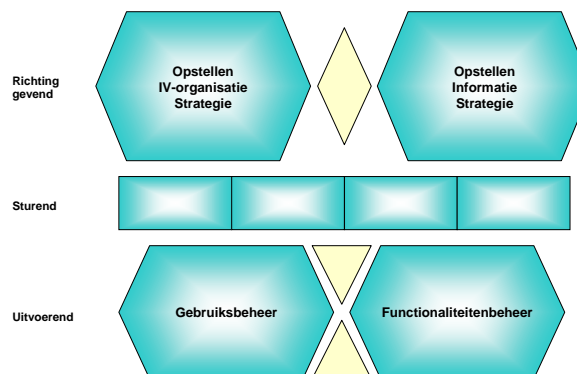 Richting
gevend
Opstellen
IV-organisatie
Strategie
Opstellen
Informatie
Strategie
Sturend
Uitvoerend
Gebruiksbeheer
Functionaliteitenbeheer